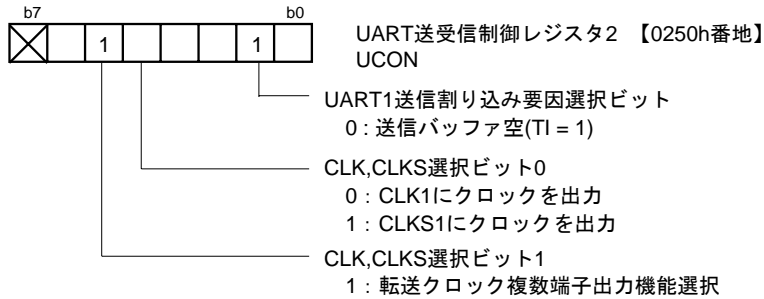 b7 b0
1 1
UART送受信制御レジスタ2 【0250h番地】
UCON
UART1送信割り込み要因選択ビット
0 : 送信バッファ空(TI = 1)
CLK,CLKS選択ビット0
0 : CLK1にクロックを出力
1 : CLKS1にクロックを出力
CLK,CLKS選択ビット1
1 : 転送クロック複数端子出力機能選択